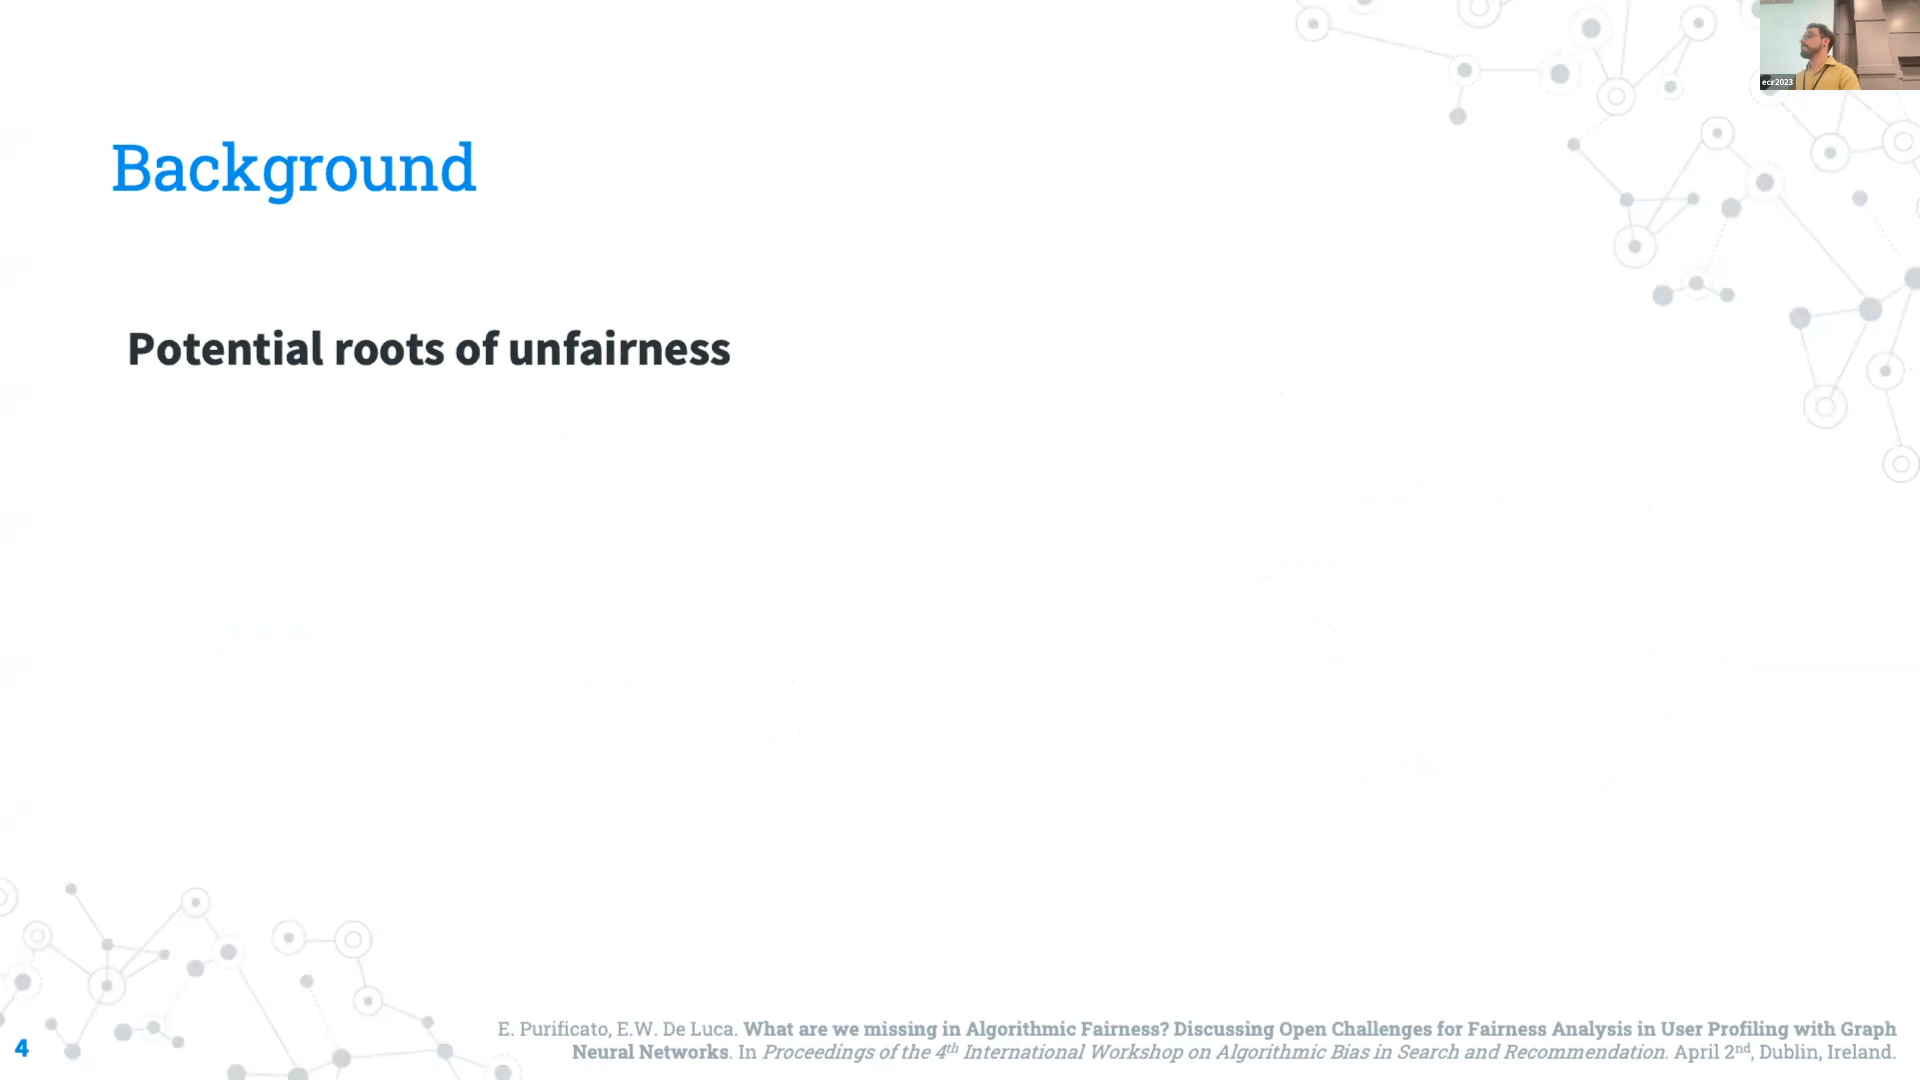 ecir2023
Background
Potential roots of unfairness
E. Purificato, E.W. De Luca. What are we missing in Algorithmic Fairness? Discussing Open Challenges for Fairness Analysis in User Profiling with Graph
Neural Networks. In Proceedings of the 4th International Workshop on Algorithmic Bias in Search and Recommendation. April 2nd, Dublin, Ireland.
4